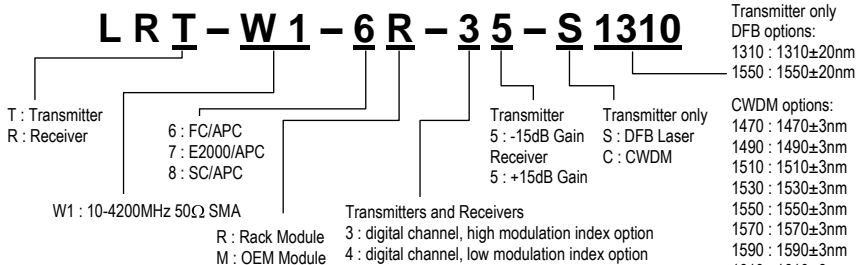 L R T – W 1 – 6 R – 3 5 – S 1310
T : Transmitter
R : Receiver
W1 : 10-4200MHz 50Ω SMA
6 : FC/APC
7 : E2000/APC
8 : SC/APC
R : Rack Module
M : OEM Module
Transmitters and Receivers
3 : digital channel, high modulation index option
4 : digital channel, low modulation index option
Transmitter
5 : -15dB Gain
Receiver
5 : +15dB Gain
Transmitter only
S : DFB Laser
C : CWDM
Transmitter only
DFB options:
1310 : 1310±20nm
1550 : 1550±20nm
CWDM options:
1470 : 1470±3nm
1490 : 1490±3nm
1510 : 1510±3nm
1530 : 1530±3nm
1550 : 1550±3nm
1570 : 1570±3nm
1590 : 1590±3nm